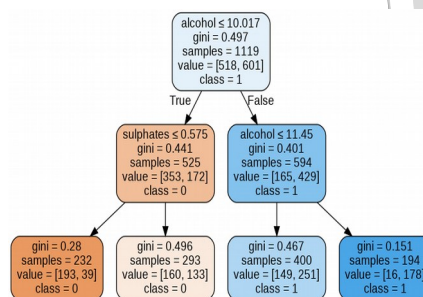 alcohol ≤ 10.017
gini = 0.497
samples = 1119
value = [518, 601]
class = 1
True
False
sulphates ≤ 0.575
gini = 0.441
samples = 525
value = [353, 172]
class = 0
alcohol ≤ 11.45
gini = 0.401
samples = 594
value = [165, 429]
class = 1
gini = 0.28
samples = 232
value = [193, 39]
class = 0
gini = 0.496
samples = 293
value = [160, 133]
class = 0
gini = 0.467
samples = 400
value = [149, 251]
class = 1
gini = 0.151
samples = 194
value = [16, 178]
class = 1